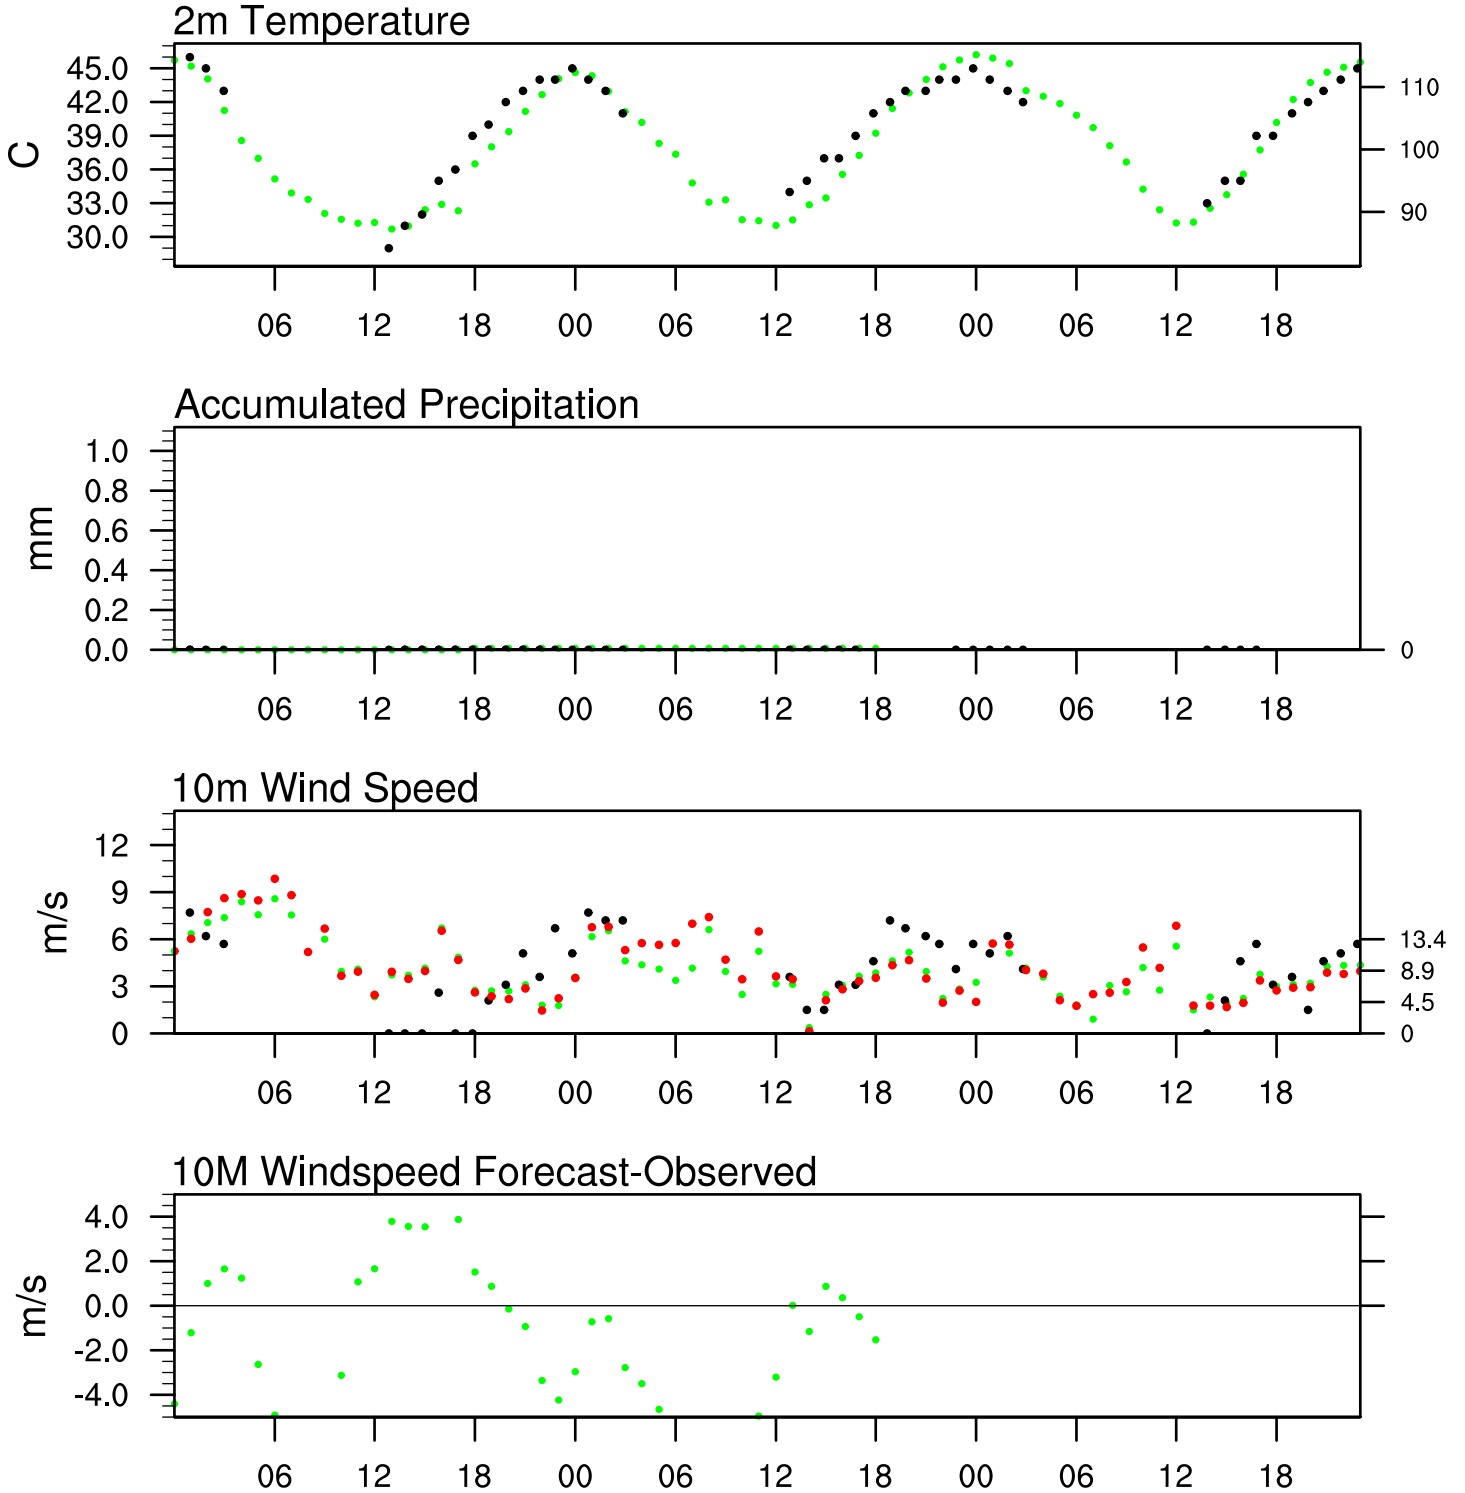 2m Temperature
45.0
42.0
39.0
36.0
33.0
30.0
C
110
100
90
06 12 18 00 06 12 18 00 06 12 18
Accumulated Precipitation
1.0
0.8
0.6
0.4
0.2
0.0
mm
0
06 12 18 00 06 12 18 00 06 12 18
10m Wind Speed
12
9
6
3
0
m/s
13.4
8.9
4.5
0
06 12 18 00 06 12 18 00 06 12 18
10M Windspeed Forecast-Observed
4.0
2.0
0.0
-2.0
-4.0
m/s
06 12 18 00 06 12 18 00 06 12 18